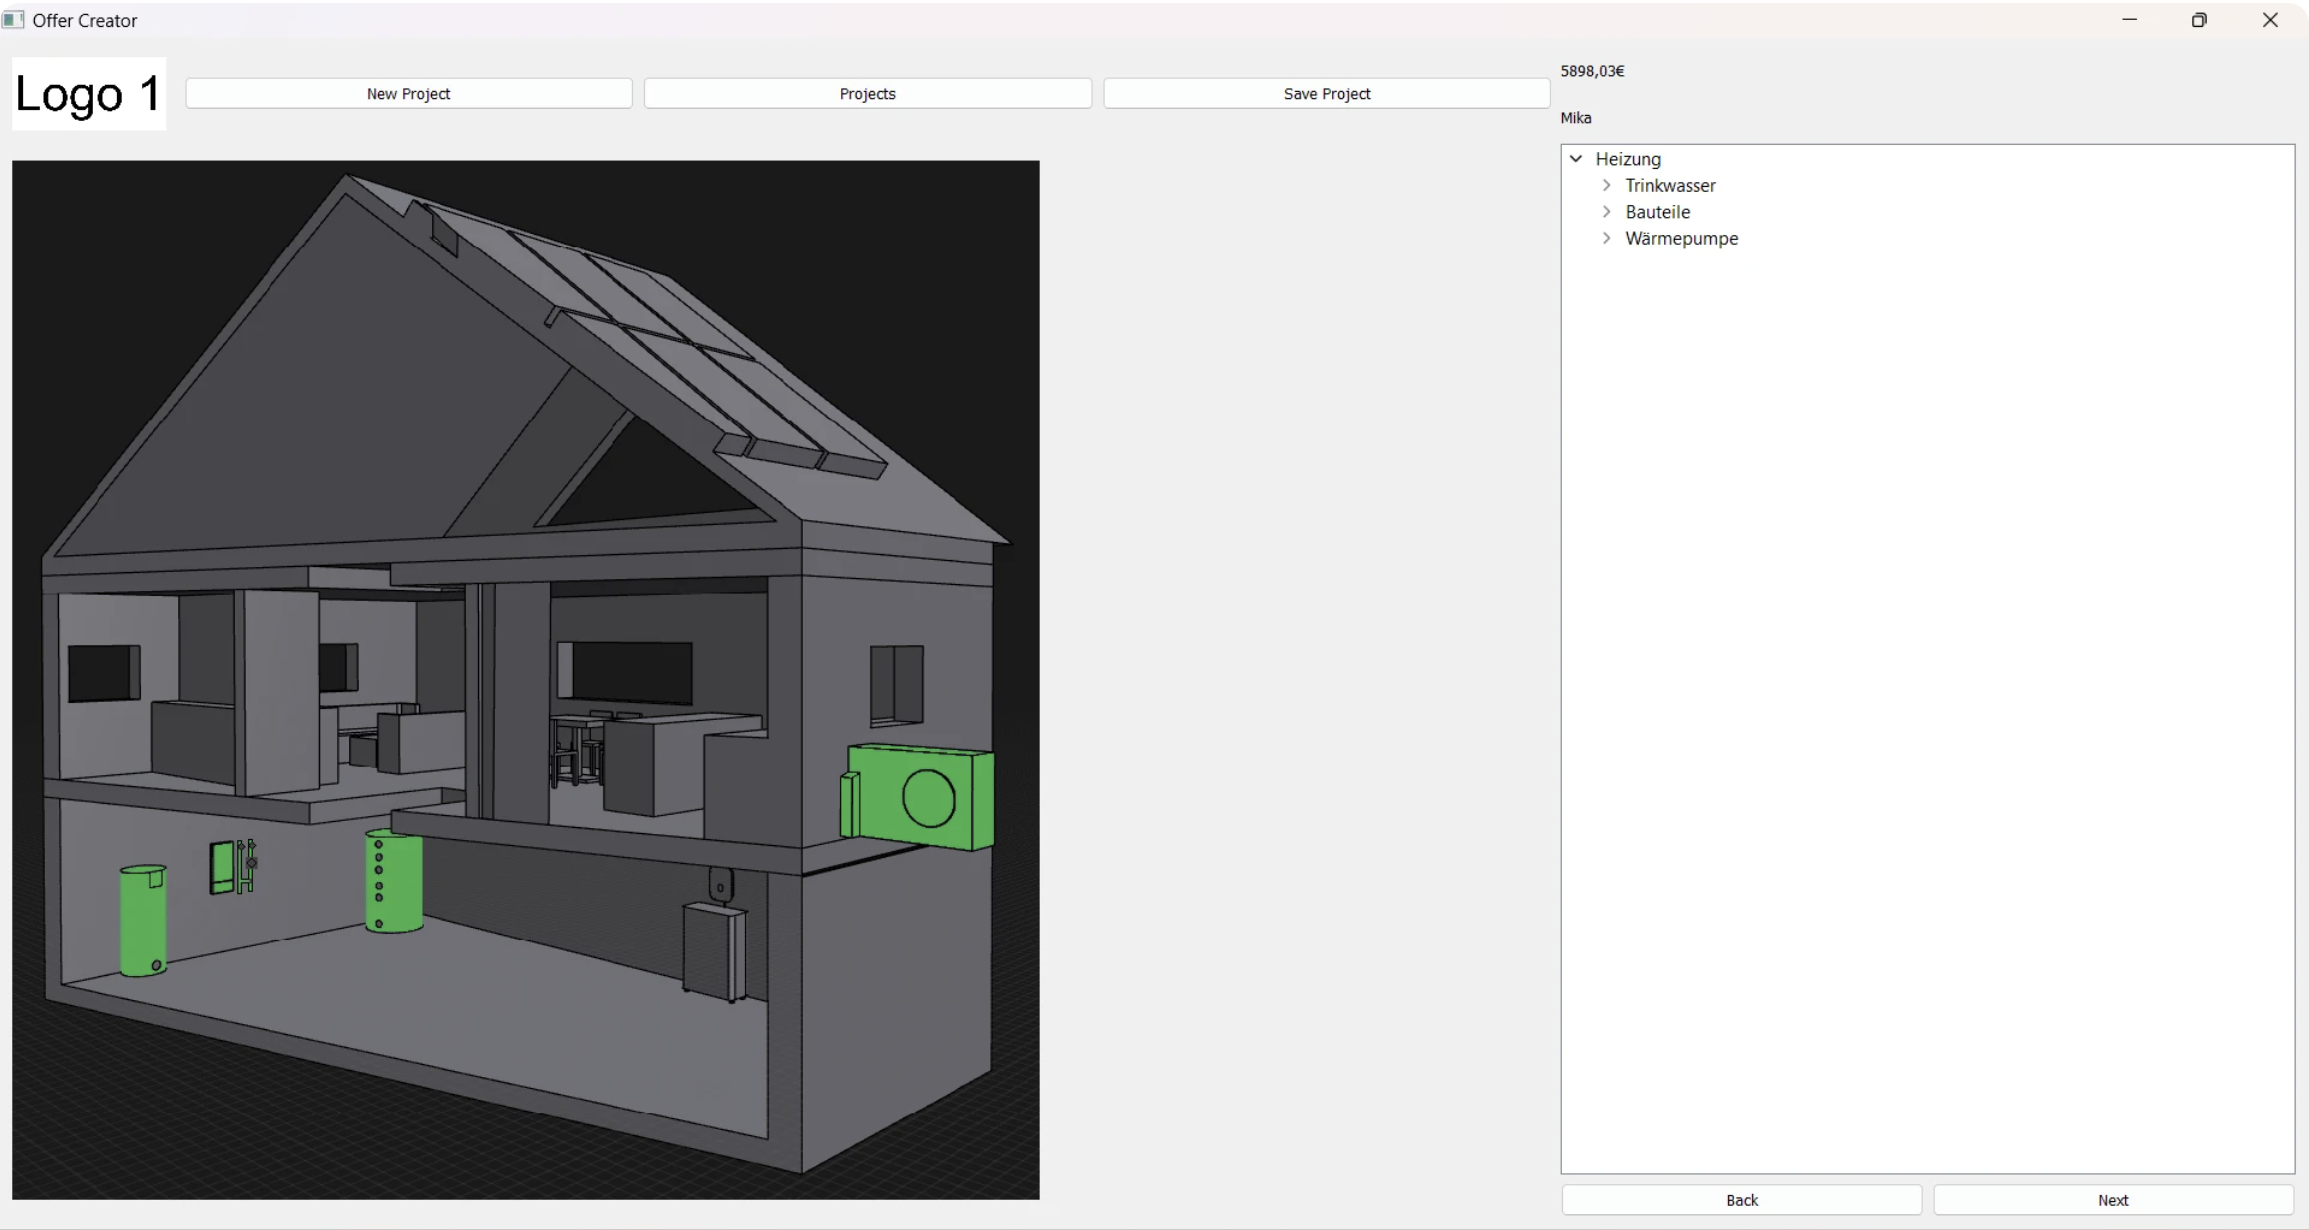 Offer Creator
Logo 1
New Project
Projects
Save Project
5898,03€
Mika
Heizung
Trinkwasser
Bauteile
Wärmepumpe
Back
Next